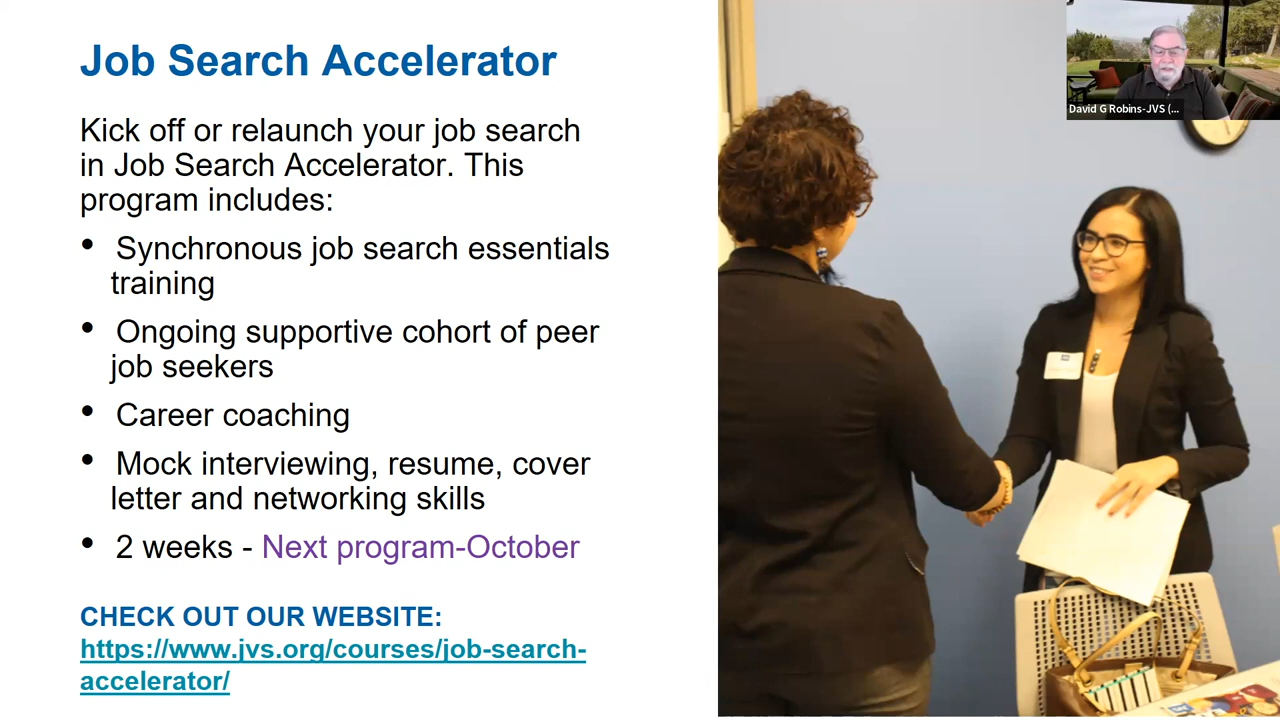 Job Search Accelerator
Kick off or relaunch your job search
in Job Search Accelerator. This
program includes:
• Synchronous job search essentials
training
• Ongoing supportive cohort of peer
job seekers
• Career coaching
• Mock interviewing, resume, cover
letter and networking skills
• 2 weeks - Next program-October
CHECK OUT OUR WEBSITE:
https://www.jvs.org/courses/job-search-
accelerator/
David G Robins-JVS (...